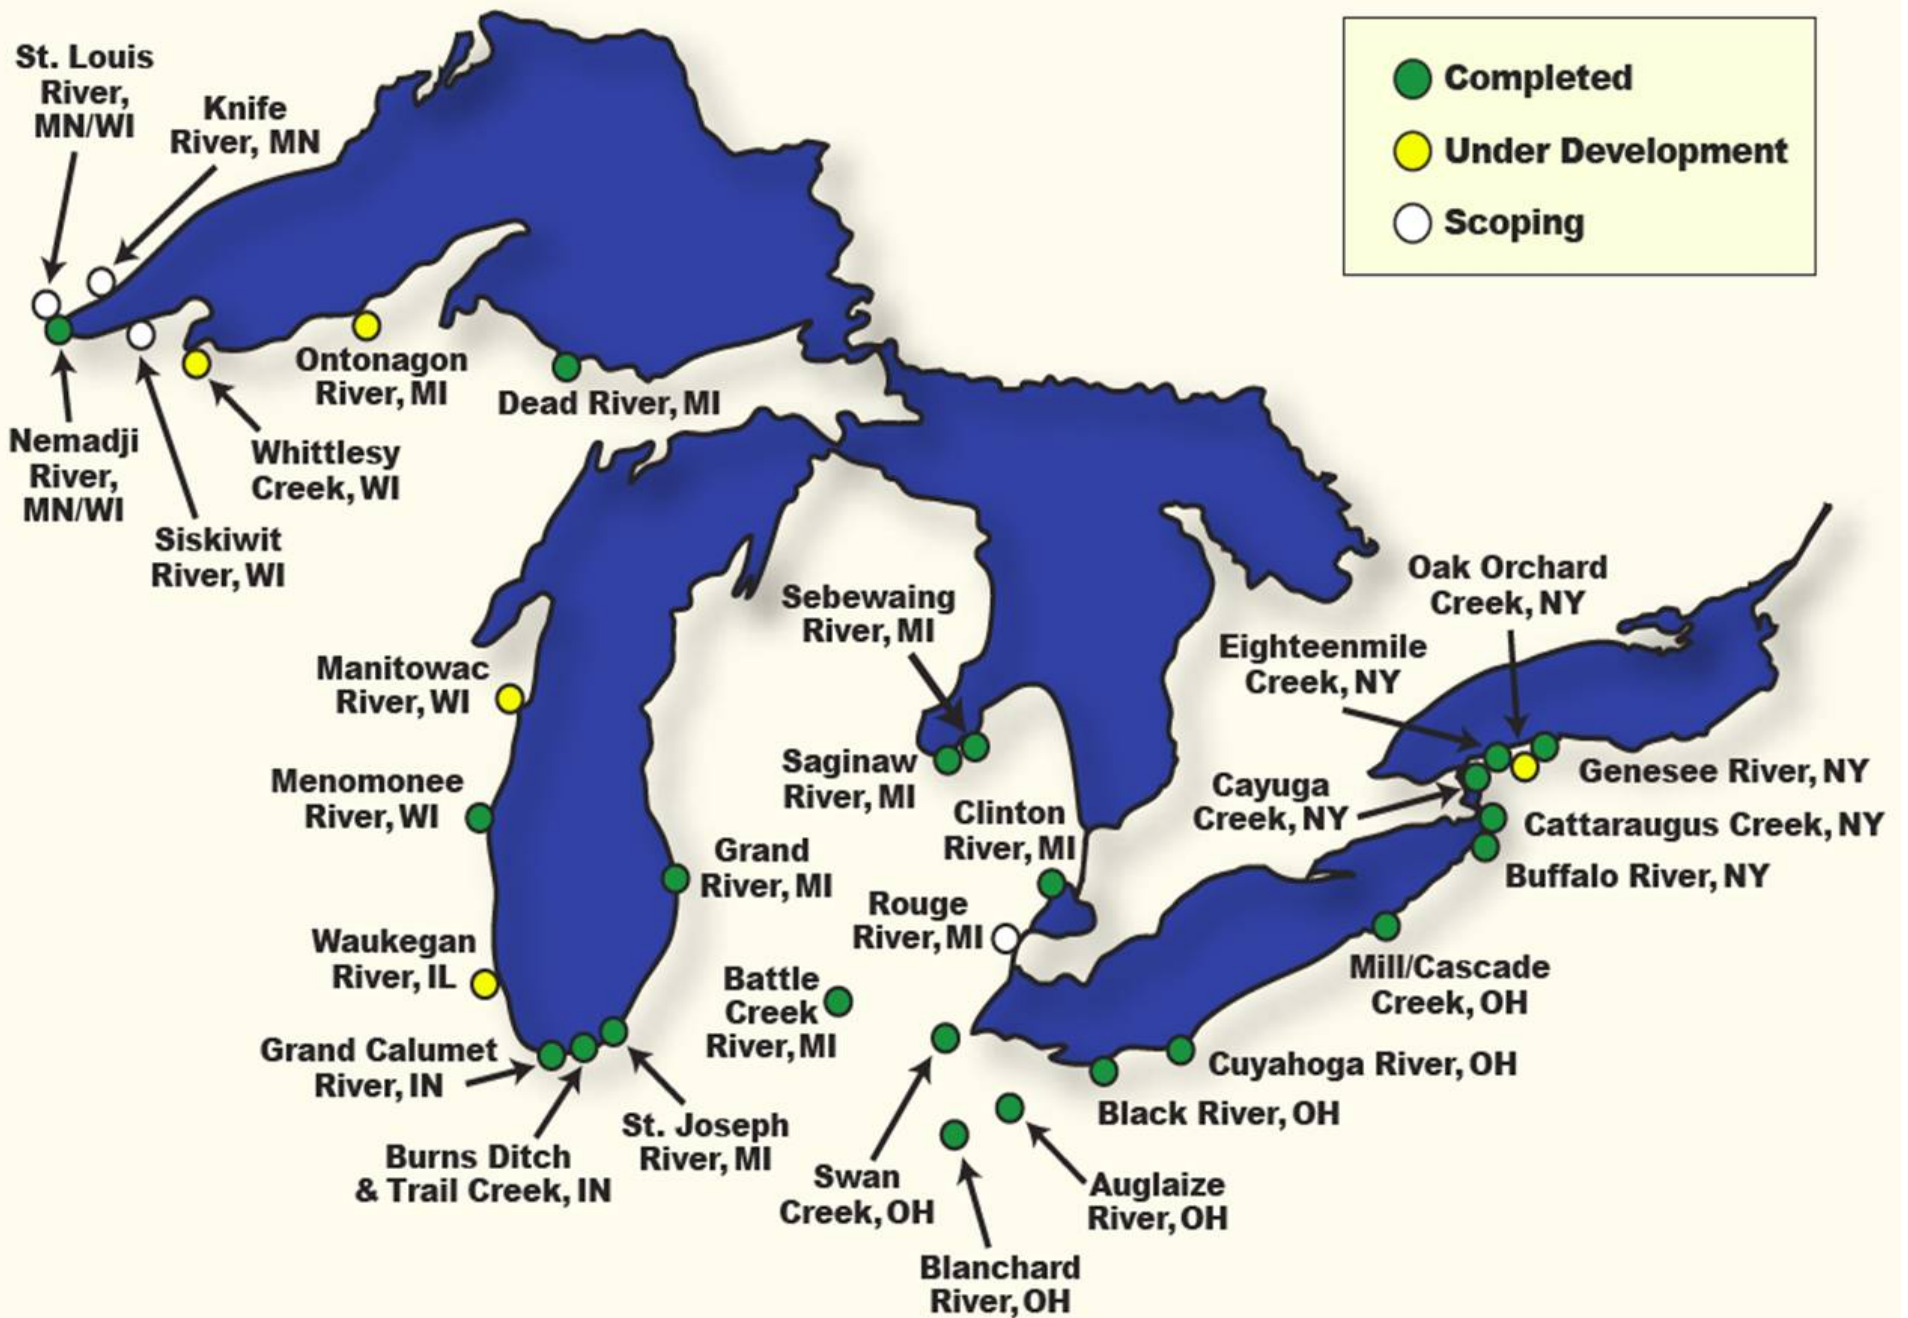 St. Louis
River,
MN/WI
Knife
River, MN
Completed
Under Development
Scoping
Ontonagon
River, MI
Dead River, MI
Nemadji
River,
MN/WI
Whittlesy
Creek, WI
Siskiwit
River, WI
Oak Orchard
Creek, NY
Sebewaing
River, MI
Eighteenmile
Creek, NY
Manitowac
River, WI
Saginaw
River, MI
Genesee River, NY
Cayuga
Creek, NY
Menomonee
River, WI
Clinton
River, MI
Cattaraugus Creek, NY
Grand
River, MI
Buffalo River, NY
Rouge
River, MI
Waukegan
River, IL
Battle
Creek
River, MI
Mill/Cascade
Creek, OH
Grand Calumet
River, IN
Cuyahoga River, OH
Black River, OH
St. Joseph
River, MI
Burns Ditch
& Trail Creek, IN
Swan
Creek, OH
Auglaize
River, OH
Blanchard
River, OH